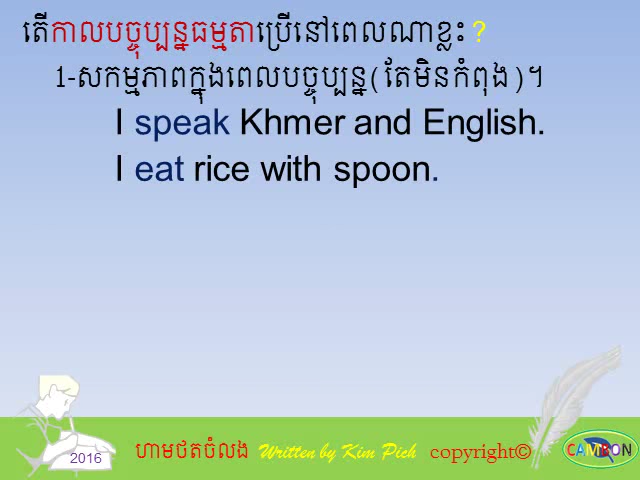 តើកាលបច្ចុប្បន្នធម្មតាប្រើនៅពេលណាខ្លះ ?
1-សកម្មភាពក្នុងពេលបច្ចុប្បន្ន(តែមិនកំពុង)។
I speak Khmer and English.
I eat rice with spoon.
2016
ហាមថតចំលង Written by Kim Pich copyright©
CAMBON